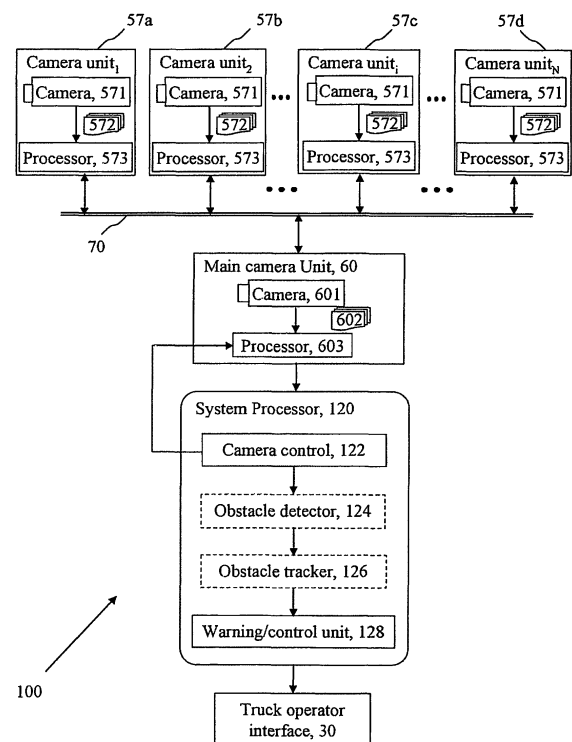 57a
57b
57c
57d
Camera unit1
Camera unit2
Camera uniti
Camera unitN
Camera, 571
Camera, 571
Camera, 571
Camera, 571
572
572
572
572
Processor, 573
Processor, 573
Processor, 573
Processor, 573
70
Main camera Unit, 60
Camera, 601
602
Processor, 603
System Processor, 120
Camera control, 122
Obstacle detector, 124
Obstacle tracker, 126
Warning/control unit, 128
100
Truck operator
interface, 30